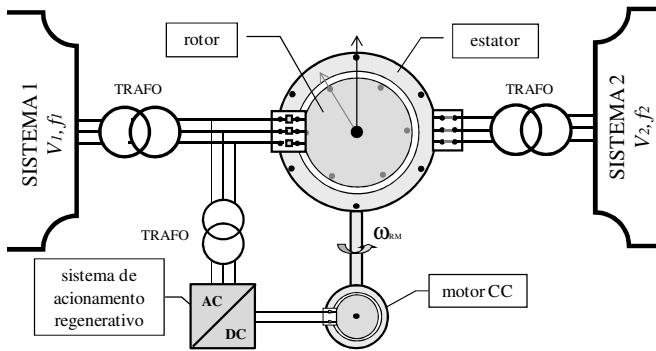 SISTEMA 1
V1, f1
TRAFO
rotor
estator
TRAFO
SISTEMA 2
V2, f2
TRAFO
ωRM
sistema de
acionamento
regenerativo
AC
DC
motor CC